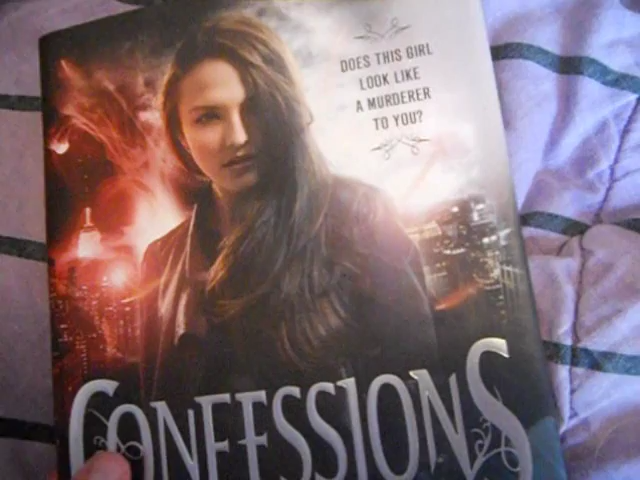 DOES THIS GIRL
LOOK LIKE
A MURDERER
TO YOU?
CONFESSIONS